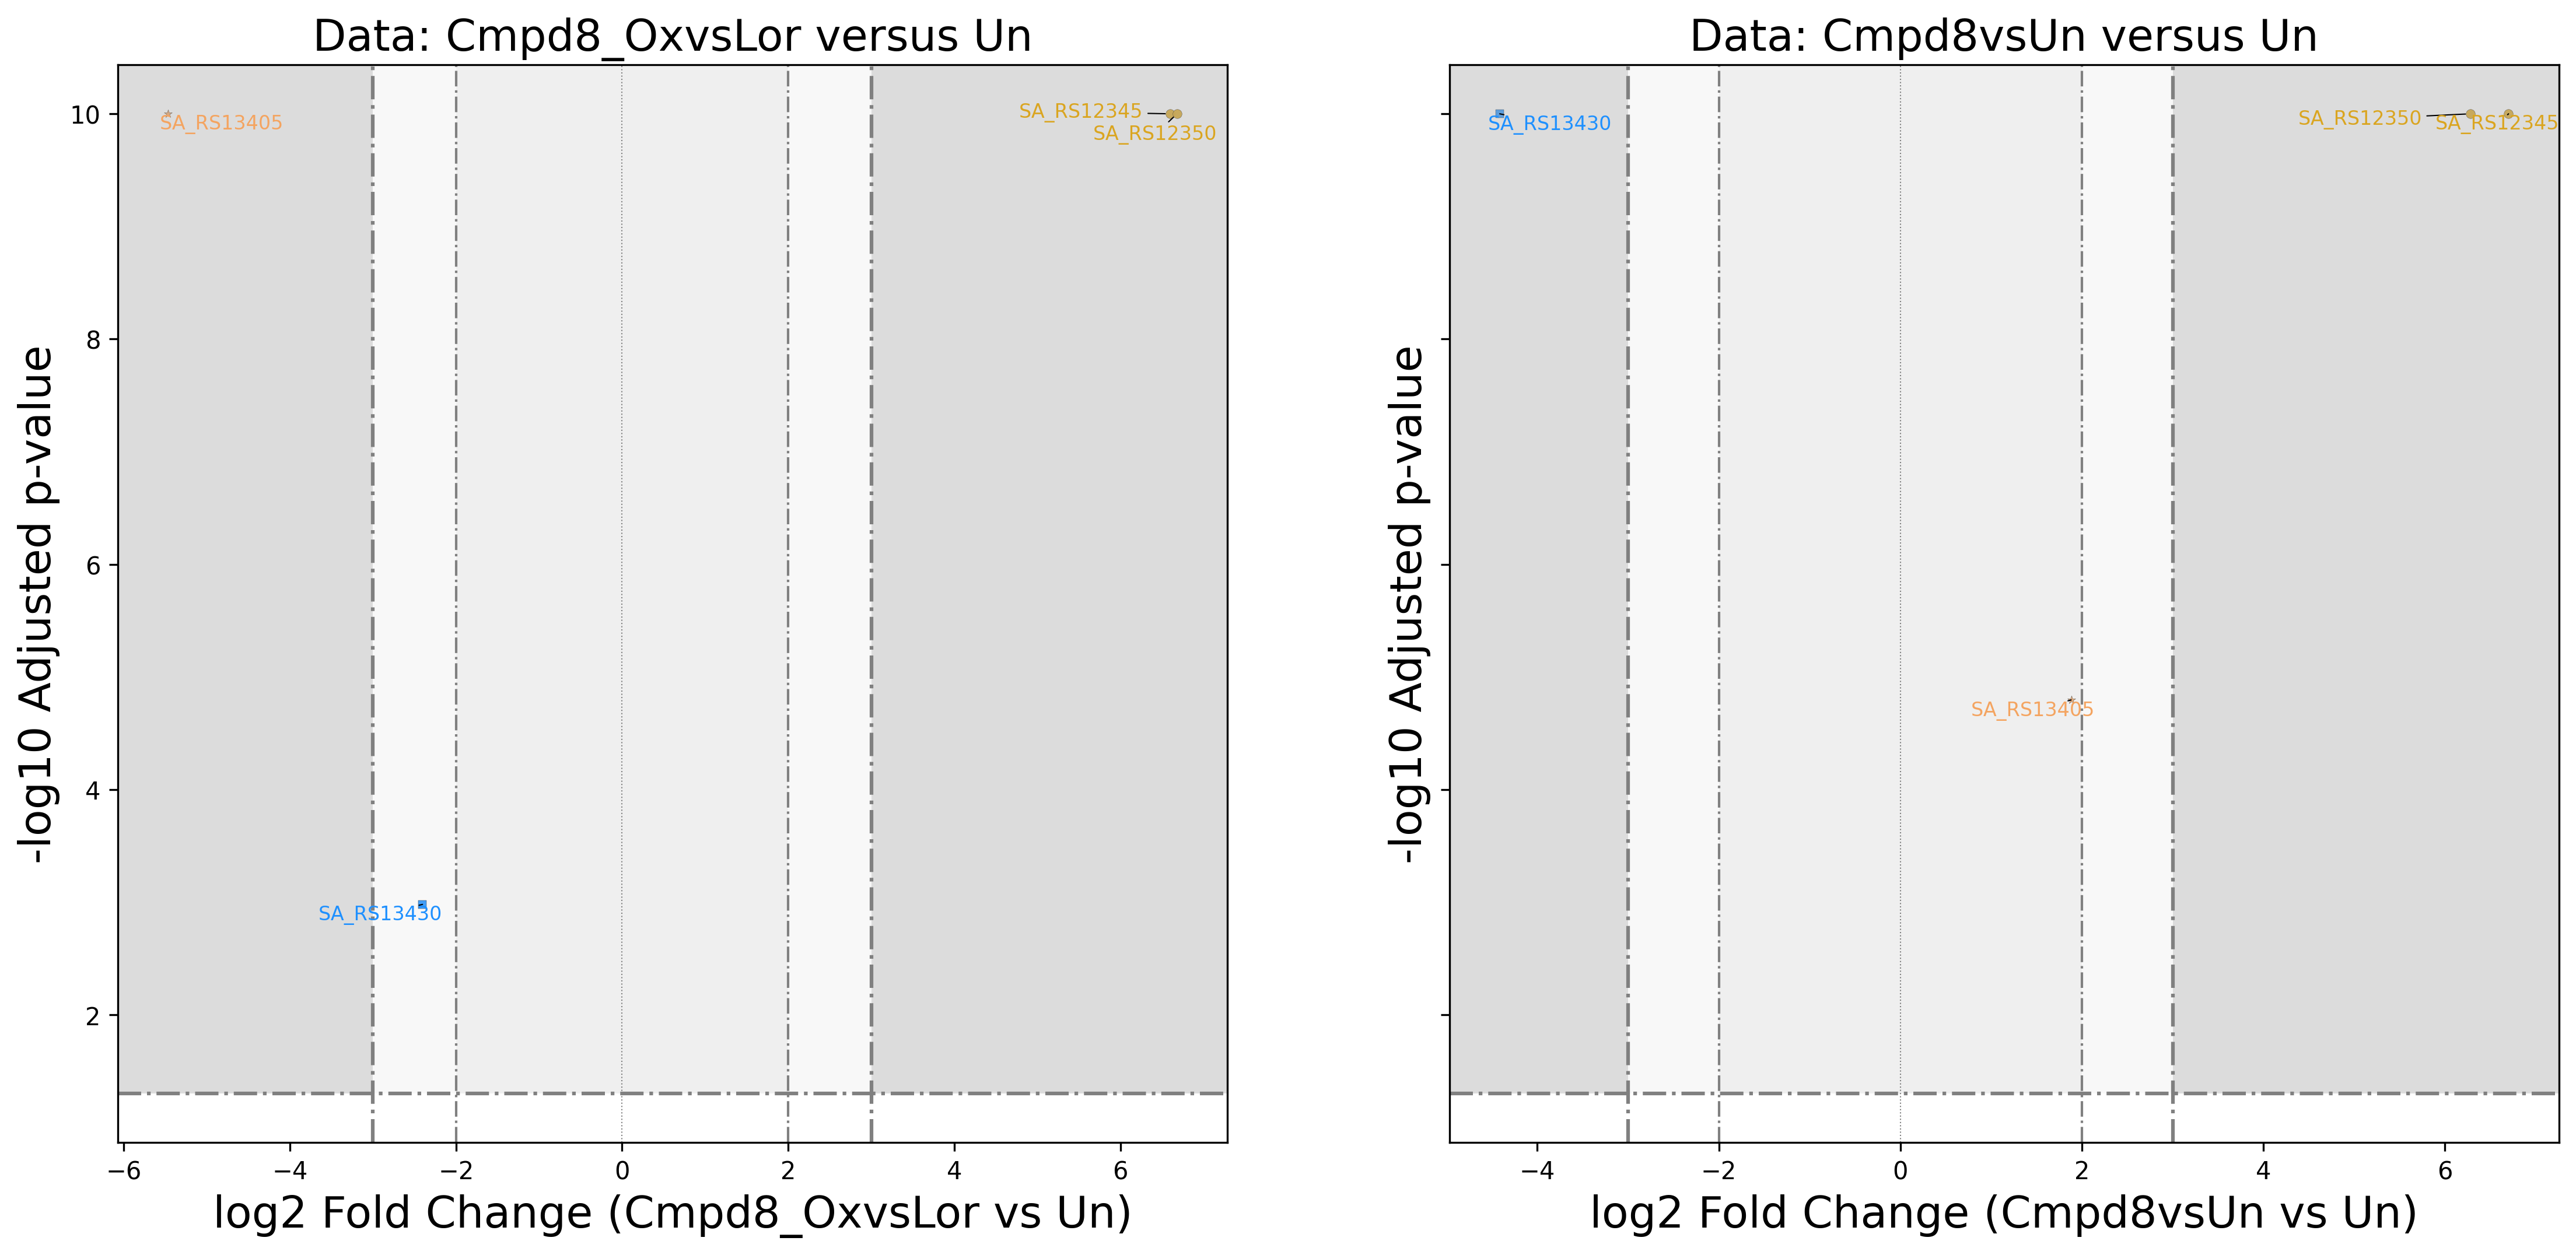 Data: Cmpd8_OxvsLor versus Un
-log10 Adjusted p-value
10
8
6
4
2
SA_RS13405
SA_RS12345
SA_RS12350
SA_RS13430
−6
−4
−2
0
2
4
6
log2 Fold Change (Cmpd8_OxvsLor vs Un)
Data: Cmpd8vsUn versus Un
-log10 Adjusted p-value
SA_RS13430
SA_RS12350
SA_RS12345
SA_RS13405
−4
−2
0
2
4
6
log2 Fold Change (Cmpd8vsUn vs Un)